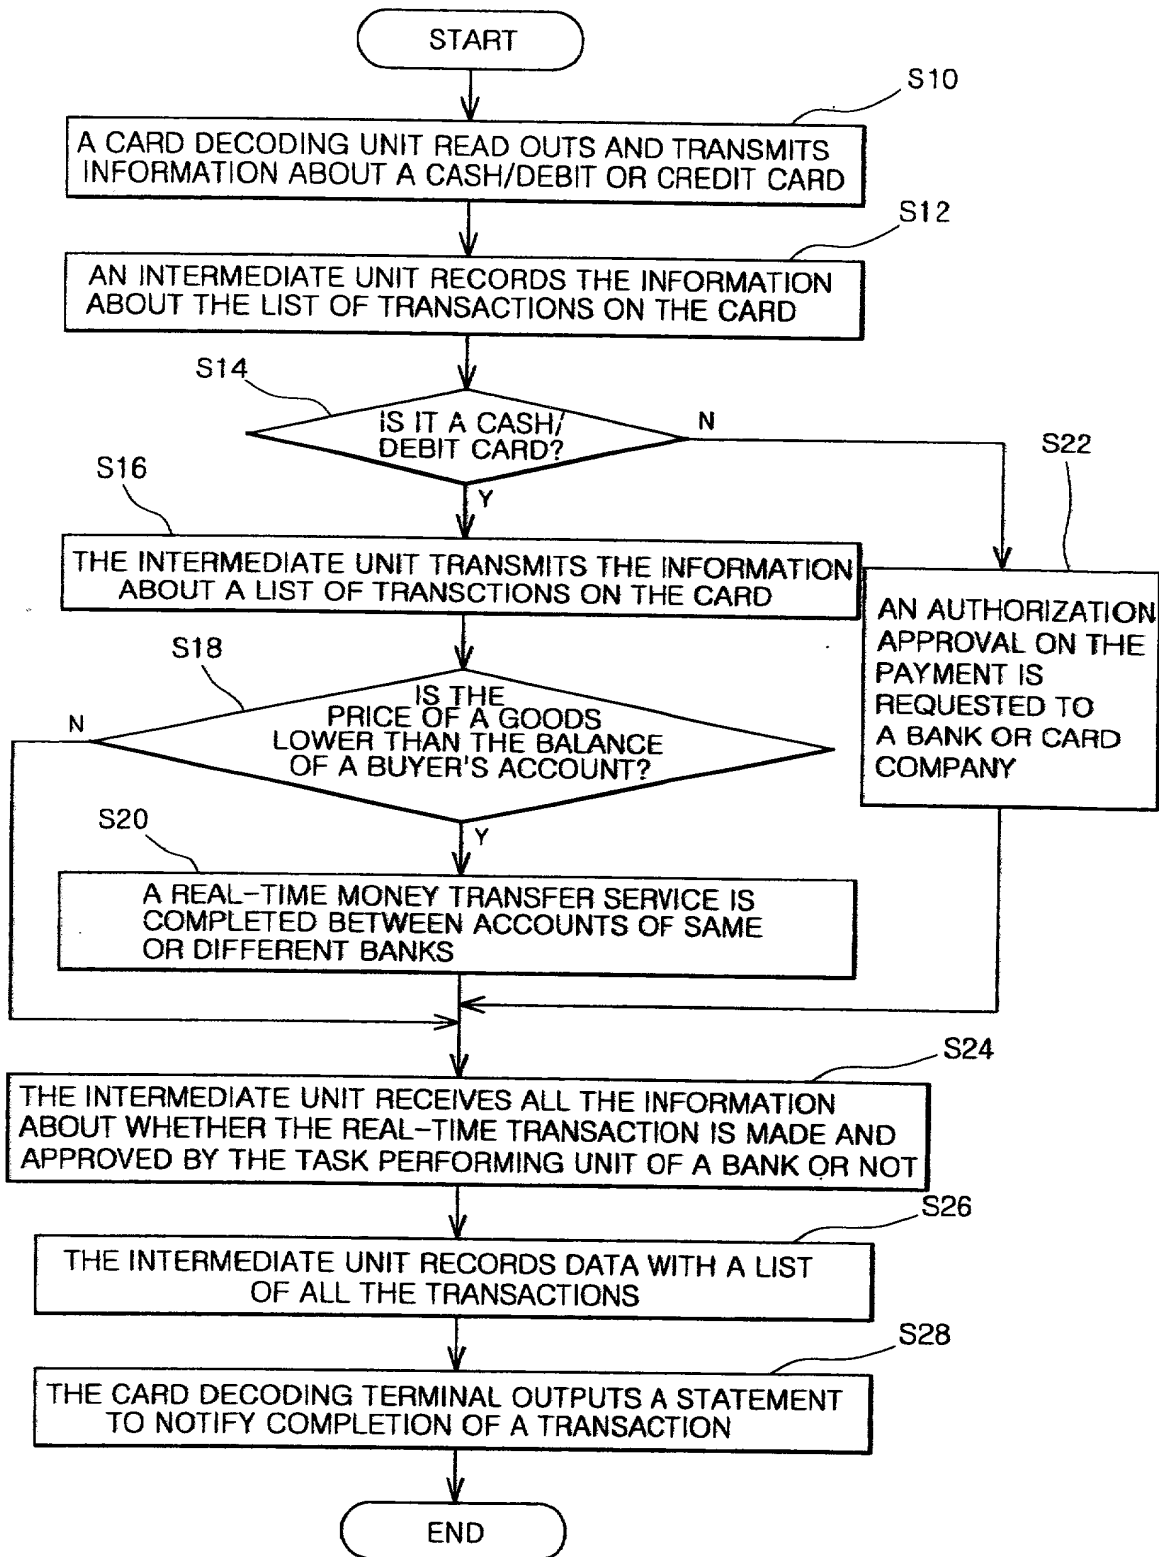 START
S10
A CARD DECODING UNIT READ OUTS AND TRANSMITS
INFORMATION ABOUT A CASH/DEBIT OR CREDIT CARD
S12
AN INTERMEDIATE UNIT RECORDS THE INFORMATION
ABOUT THE LIST OF TRANSACTIONS ON THE CARD
S14
IS IT A CASH/
DEBIT CARD?
N
Y
S16
THE INTERMEDIATE UNIT TRANSMITS THE INFORMATION
ABOUT A LIST OF TRANSCTIONS ON THE CARD
S22
AN AUTHORIZATION
APPROVAL ON THE
PAYMENT IS
REQUESTED TO
A BANK OR CARD
COMPANY
S18
IS THE
PRICE OF A GOODS
LOWER THAN THE BALANCE
OF A BUYER'S ACCOUNT?
N
Y
S20
A REAL-TIME MONEY TRANSFER SERVICE IS
COMPLETED BETWEEN ACCOUNTS OF SAME
OR DIFFERENT BANKS
S24
THE INTERMEDIATE UNIT RECEIVES ALL THE INFORMATION
ABOUT WHETHER THE REAL-TIME TRANSACTION IS MADE AND
APPROVED BY THE TASK PERFORMING UNIT OF A BANK OR NOT
S26
THE INTERMEDIATE UNIT RECORDS DATA WITH A LIST
OF ALL THE TRANSACTIONS
S28
THE CARD DECODING TERMINAL OUTPUTS A STATEMENT
TO NOTIFY COMPLETION OF A TRANSACTION
END